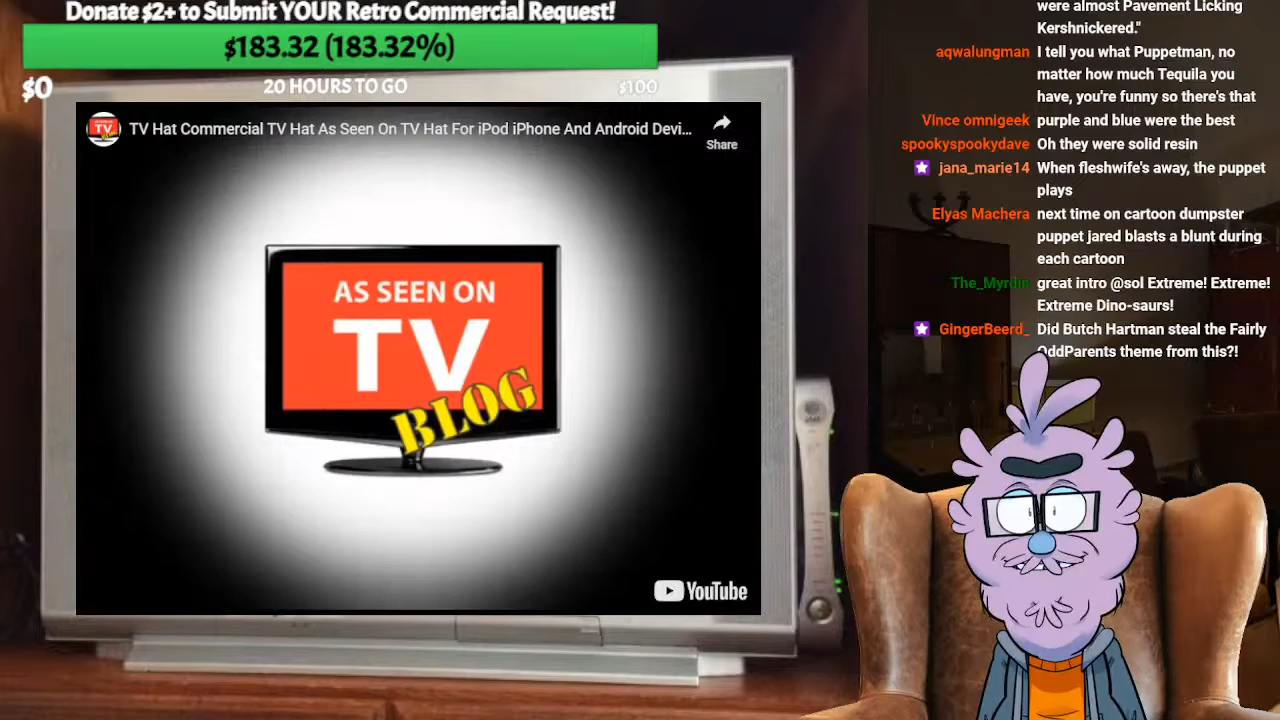 Donate $2+ to Submit YOUR Retro Commercial Request!
$183.32 (183.32%)
$0
20 HOURS TO GO
$100
TV
TV Hat Commercial TV Hat As Seen On TV Hat For iPod iPhone And Android Devi...
Share
AS SEEN ON
TV
BLOG
YouTube
were almost Pavement Licking
Kershnickered."
aqwalungman I tell you what Puppetman, no
matter how much Tequila you
have, you're funny so there's that
Vince omnigeek purple and blue were the best
spookyspookydave Oh they were solid resin
jana_marie14 When fleshwife's away, the puppet
plays
Elyas Machera next time on cartoon dumpster
puppet jared blasts a blunt during
each cartoon
The_Myrdin great intro @sol Extreme! Extreme!
Extreme Dino-saurs!
GingerBeerd_ Did Butch Hartman steal the Fairly
OddParents theme from this?!